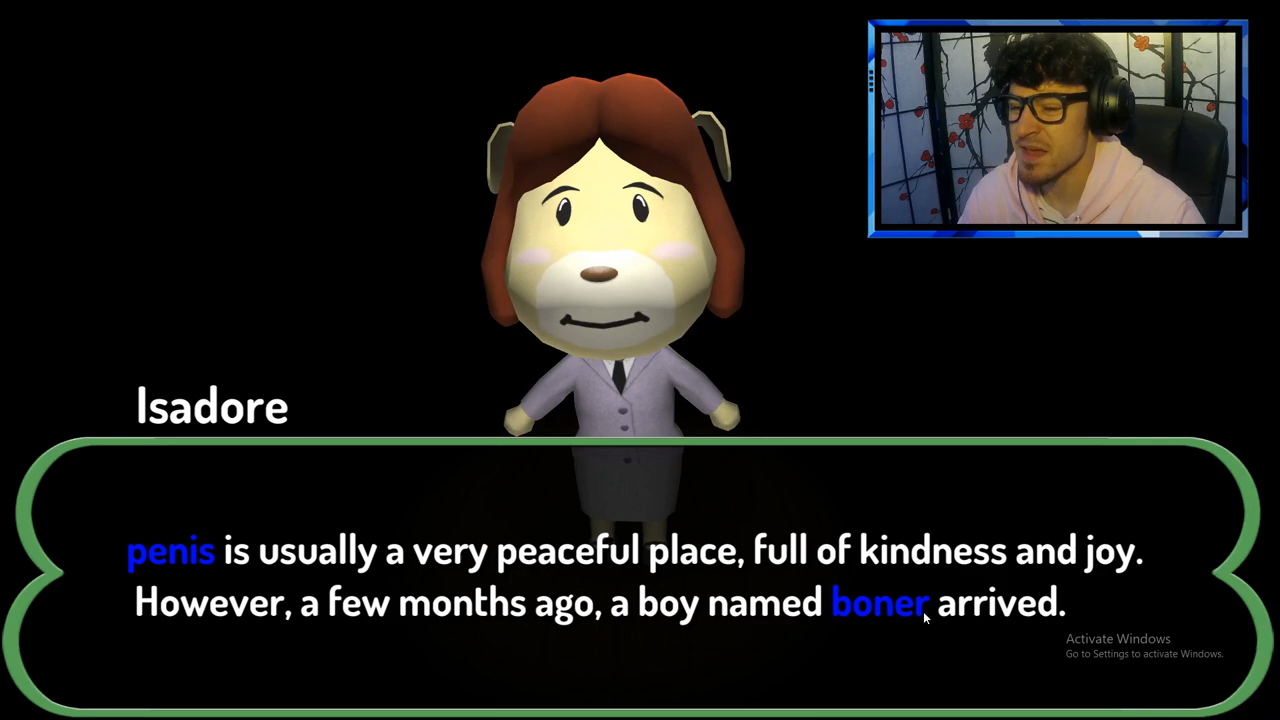 Isadore
penis is usually a very peaceful place, full of kindness and joy.
However, a few months ago, a boy named boner arrived.
Activate Windows
Go to Settings to activate Windows.